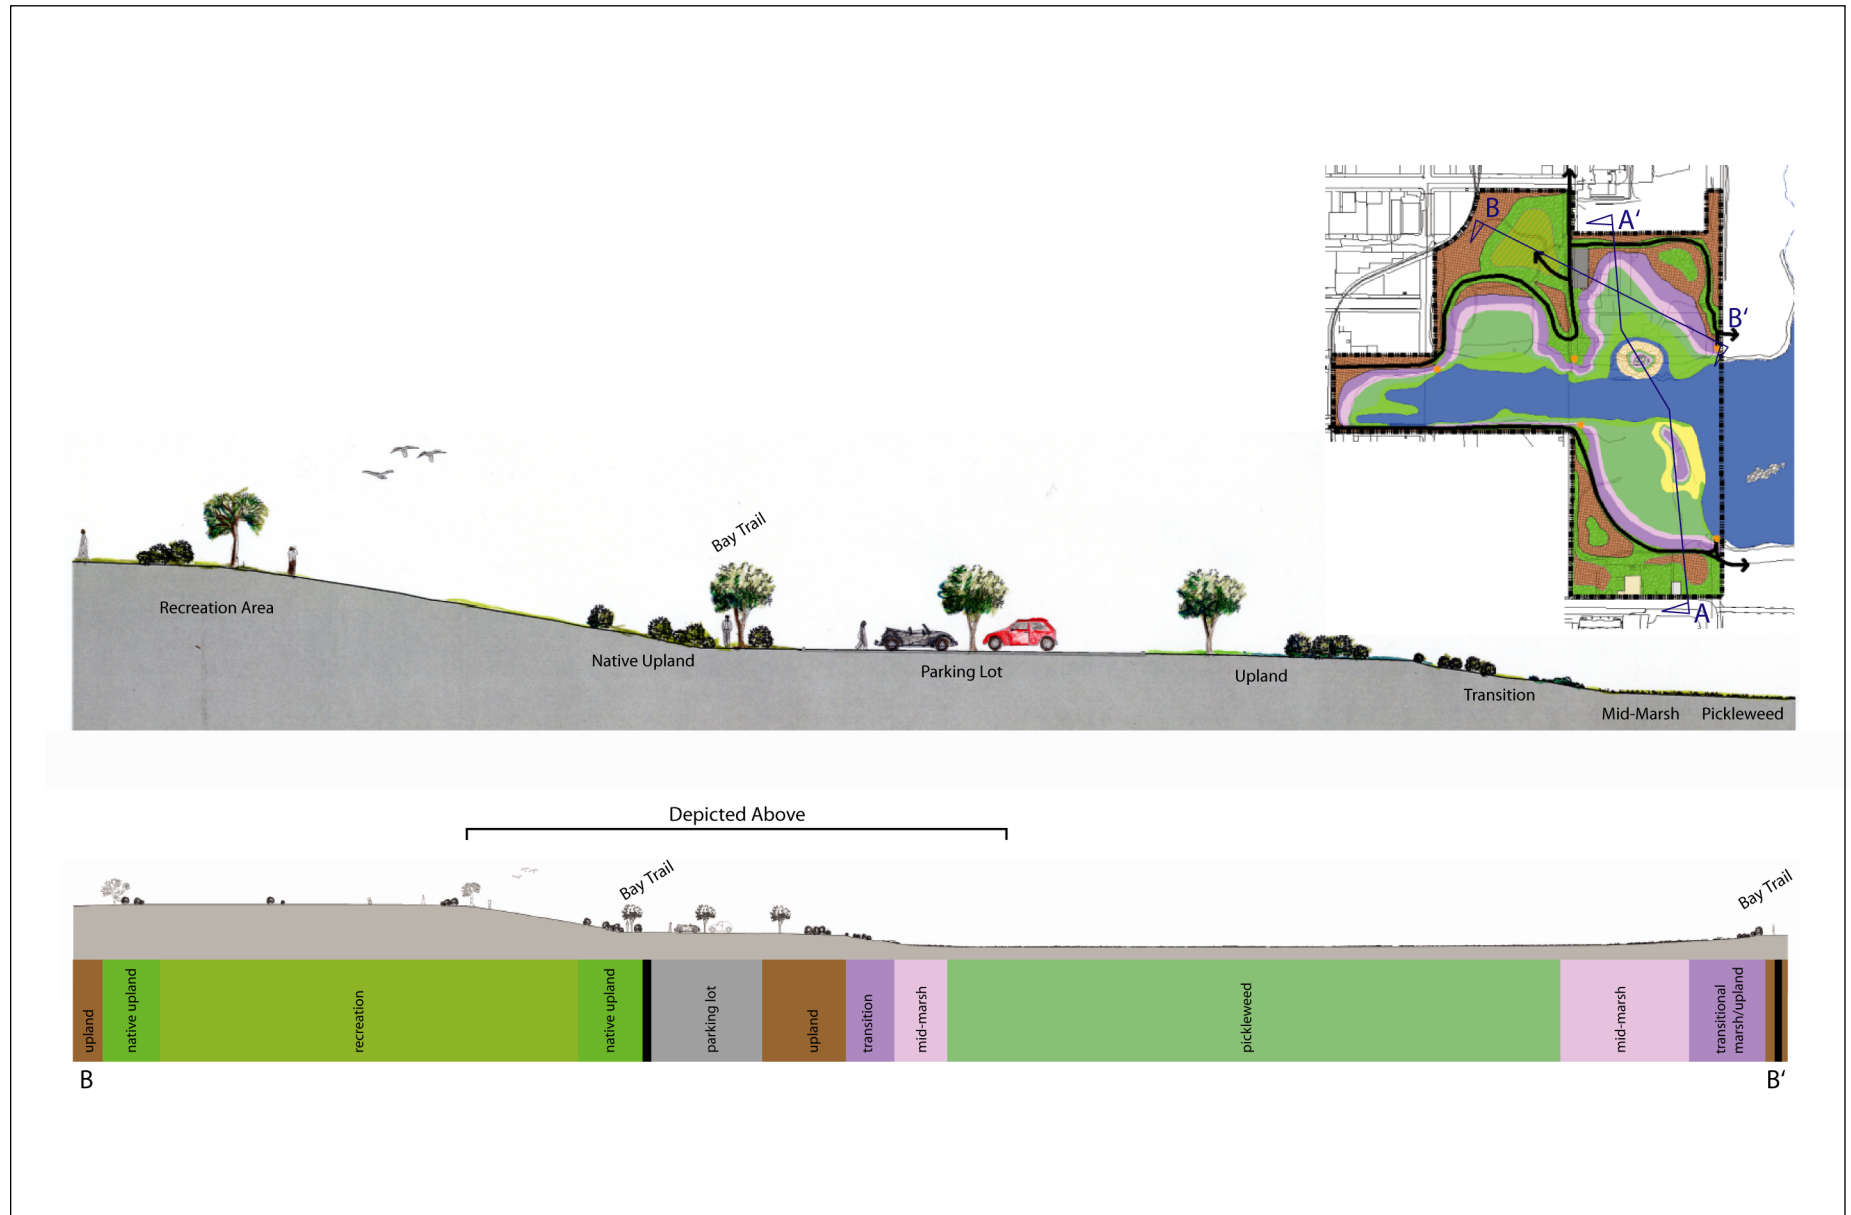 B
A‘
B‘
A
Bay Trail
Recreation Area
Native Upland
Parking Lot
Upland
Transition
Mid-Marsh
Pickleweed
Depicted Above
Bay Trail
Bay Trail
upland
native upland
recreation
native upland
parking lot
upland
transition
mid-marsh
pickleweed
mid-marsh
transitional
marsh/upland
B
B‘